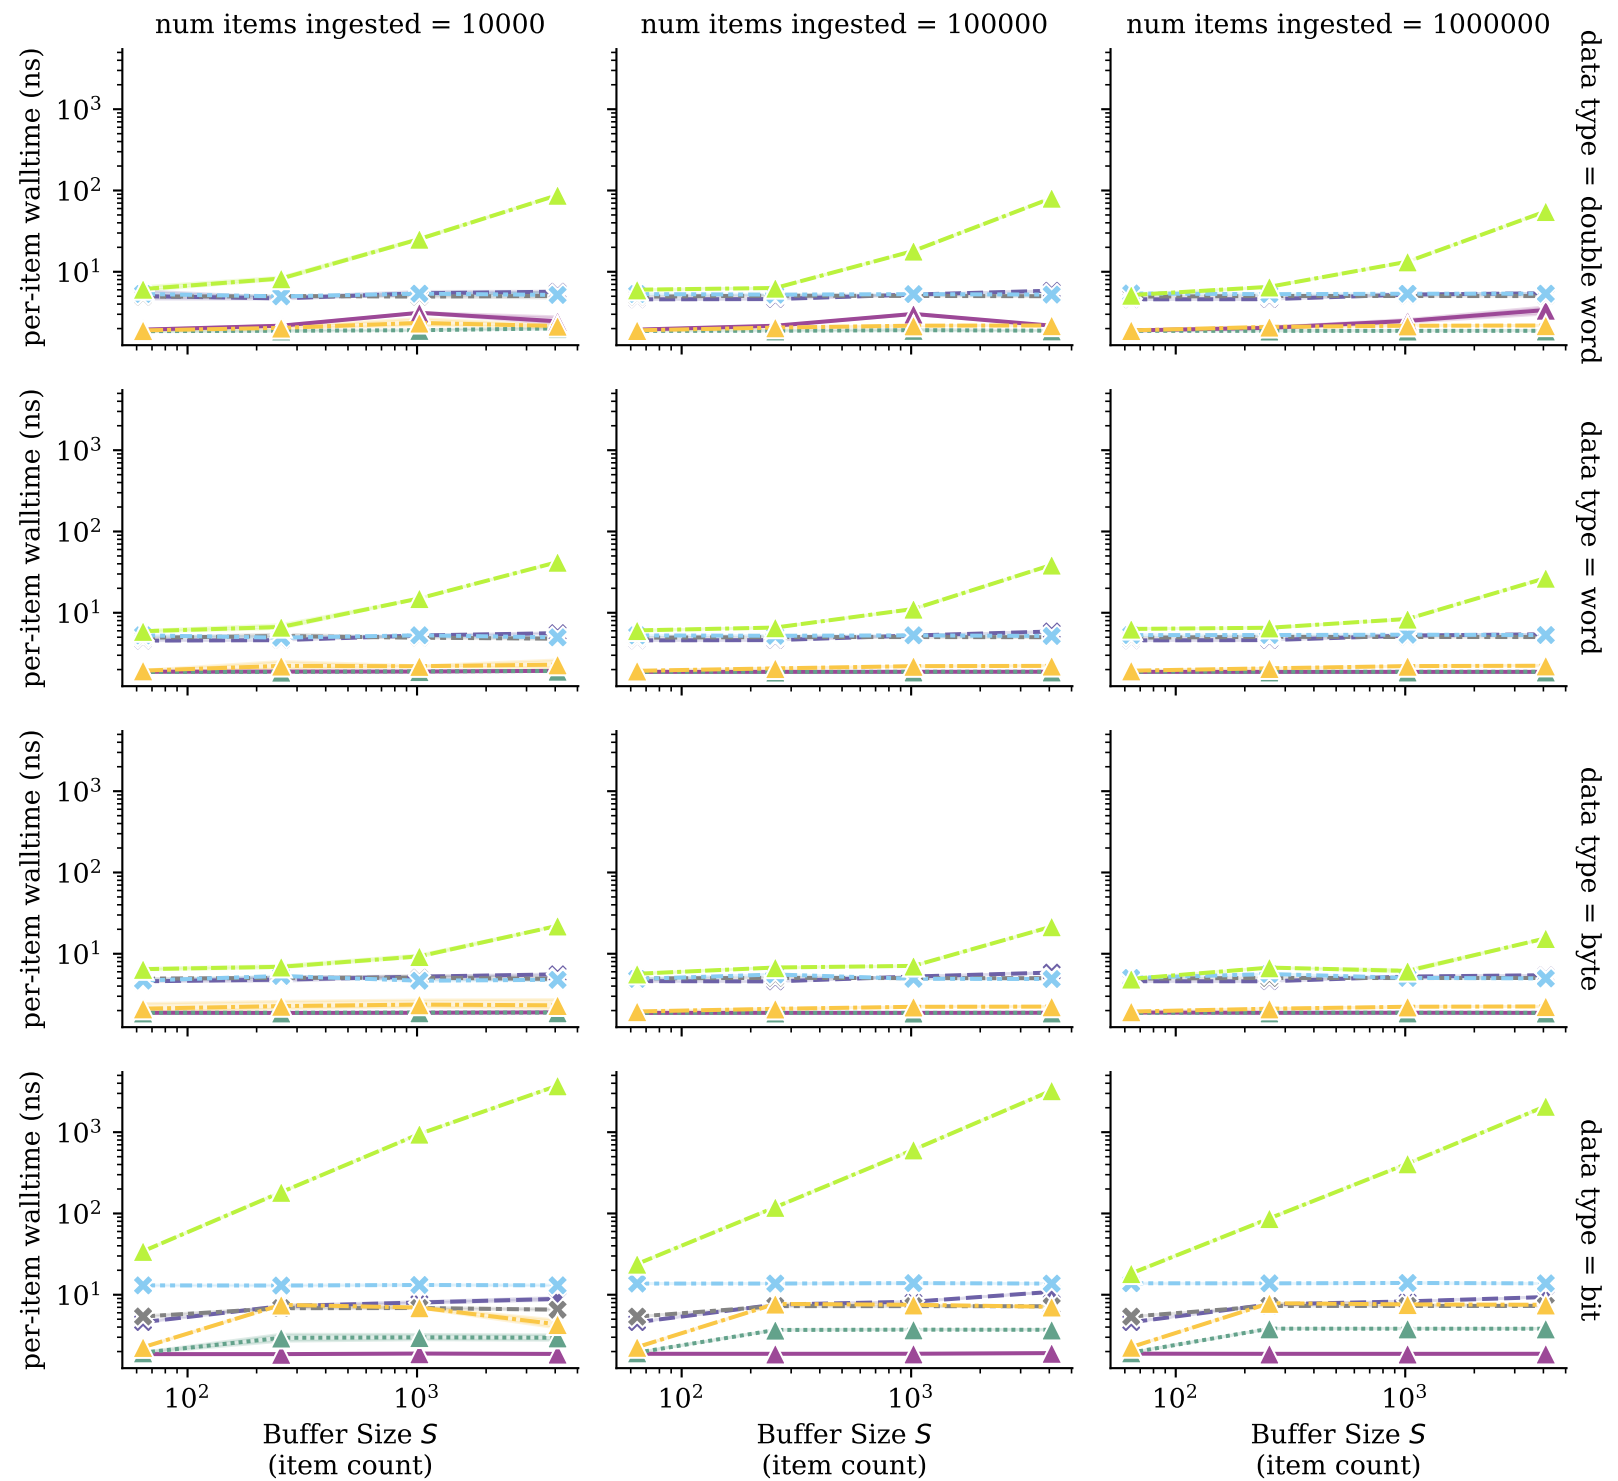 num items ingested = 10000
num items ingested = 100000
num items ingested = 1000000
per-item walltime (ns)
10³
10²
10¹
data type = double word
per-item walltime (ns)
10³
10²
10¹
data type = word
per-item walltime (ns)
10³
10²
10¹
data type = byte
per-item walltime (ns)
10³
10²
10¹
data type = bit
10² 10³
10² 10³
10² 10³
Buffer Size S
(item count)
Buffer Size S
(item count)
Buffer Size S
(item count)